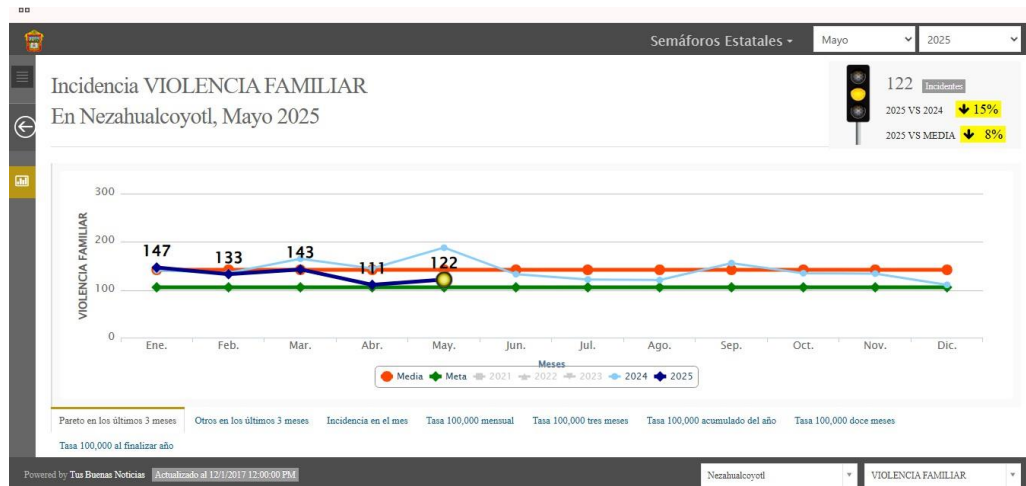 Semáforos Estatales
Mayo
2025
Incidencia VIOLENCIA FAMILIAR
En Nezahualcoyotl, Mayo 2025
122 Incidentes
2025 VS 2024 15%
2025 VS MEDIA 8%
300
200
100
0
VIOLENCIA FAMILIAR
147
133
143
111
122
Ene. Feb. Mar. Abr. May. Jun. Jul. Ago. Sep. Oct. Nov. Dic.
Meses
Media Meta 2021 2022 2023 2024 2025
Pareto en los últimos 3 meses Otros en los últimos 3 meses Incidencia en el mes Tasa 100,000 mensual Tasa 100,000 tres meses Tasa 100,000 acumulado del año Tasa 100,000 doce meses
Tasa 100,000 al finalizar año
Powered by Tus Buenas Noticias Actualizado al 12/1/2017 12:00:00 PM
Nezahualcoyotl
VIOLENCIA FAMILIAR